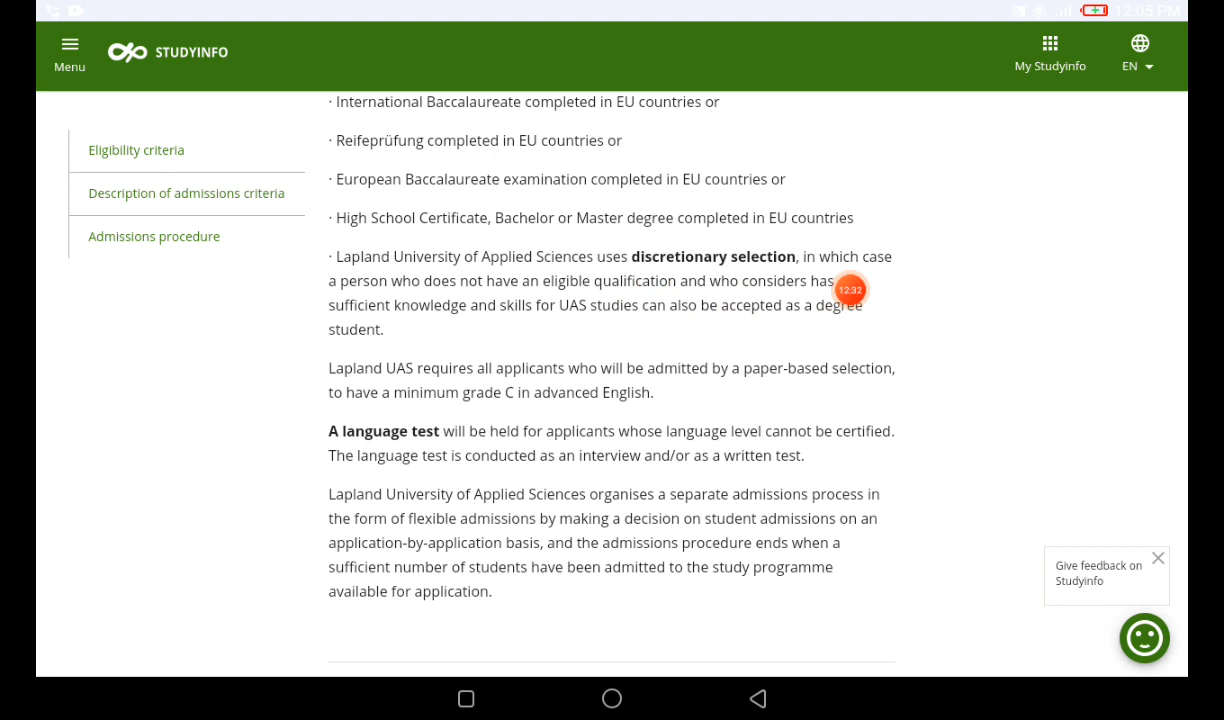 12:05 PM
Menu
STUDYINFO
My Studyinfo
EN
Eligibility criteria
Description of admissions criteria
Admissions procedure
· International Baccalaureate completed in EU countries or
· Reifeprüfung completed in EU countries or
· European Baccalaureate examination completed in EU countries or
· High School Certificate, Bachelor or Master degree completed in EU countries
· Lapland University of Applied Sciences uses discretionary selection, in which case
a person who does not have an eligible qualification and who considers has
12:32
sufficient knowledge and skills for UAS studies can also be accepted as a degree
student.
Lapland UAS requires all applicants who will be admitted by a paper-based selection,
to have a minimum grade C in advanced English.
A language test will be held for applicants whose language level cannot be certified.
The language test is conducted as an interview and/or as a written test.
Lapland University of Applied Sciences organises a separate admissions process in
the form of flexible admissions by making a decision on student admissions on an
application-by-application basis, and the admissions procedure ends when a
sufficient number of students have been admitted to the study programme
available for application.
Give feedback on
Studyinfo